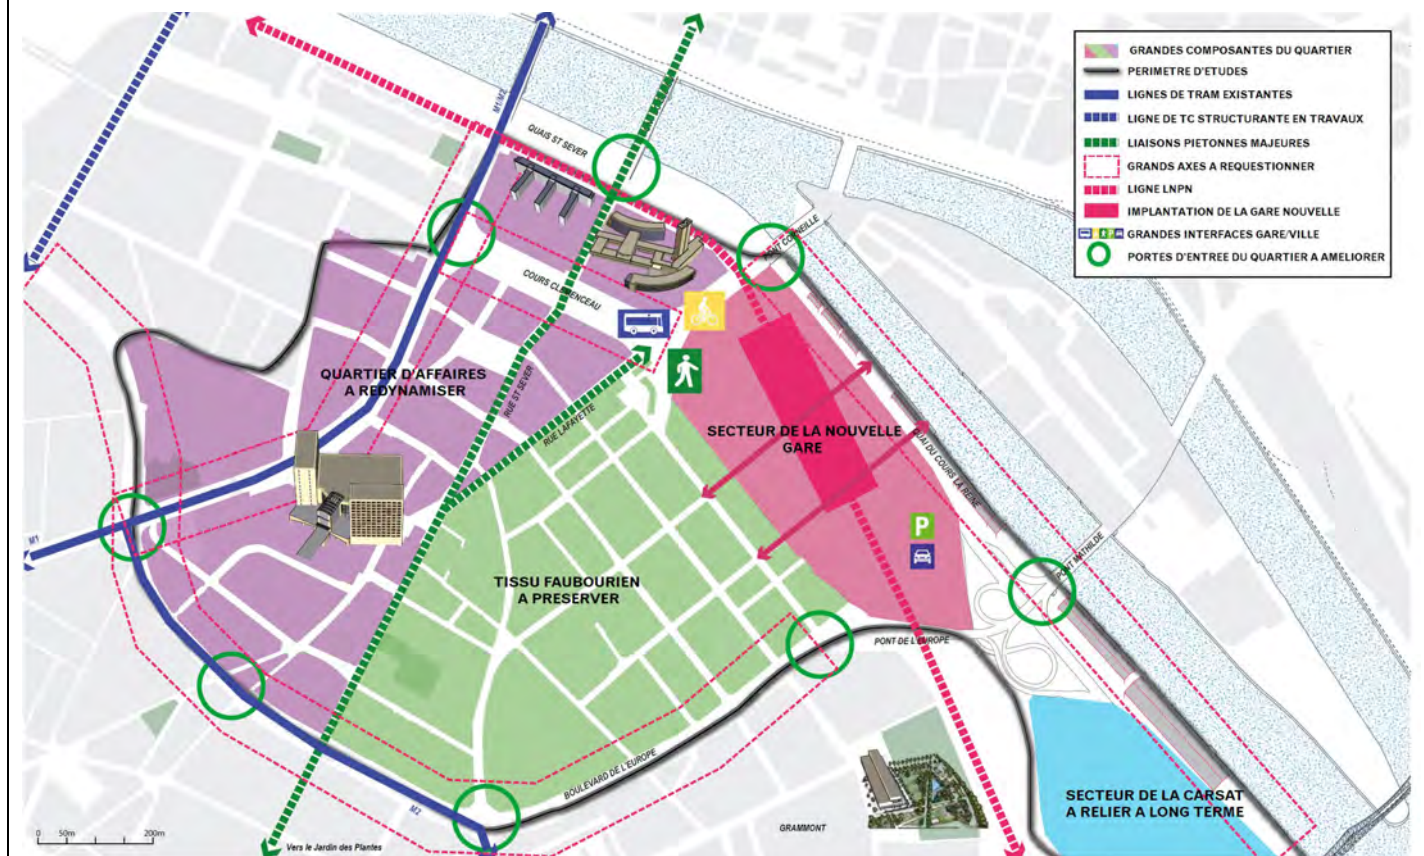 GRANDES COMPOSANTES DU QUARTIER
PERIMETRE D'ETUDES
LIGNES DE TRAM EXISTANTES
LIGNE DE TC STRUCTURANTE EN TRAVAUX
LIAISONS PIETONNES MAJEURES
GRANDS AXES A REQUESTIONNER
LIGNE LNPN
IMPLANTATION DE LA GARE NOUVELLE
GRANDES INTERFACES GARE/VILLE
PORTES D'ENTREE DU QUARTIER A AMELIORER
M1/M2
QUAIS ST SEVER
PONT CORNEILLE
COURS CLEMENCEAU
QUARTIER D'AFFAIRES
A REDYNAMISER
RUE ST SEVER
RUE LAFAYETTE
SECTEUR DE LA NOUVELLE
GARE
QUAI DU COURS LA REINE
P
M1
PONT MATHILDE
TISSU FAUBOURIEN
A PRESERVER
PONT DE L'EUROPE
BOULEVARD DE L'EUROPE
M2
SECTEUR DE LA CARSAT
A RELIER A LONG TERME
GRAMMONT
0 50m 200m
Vers le Jardin des Plantes